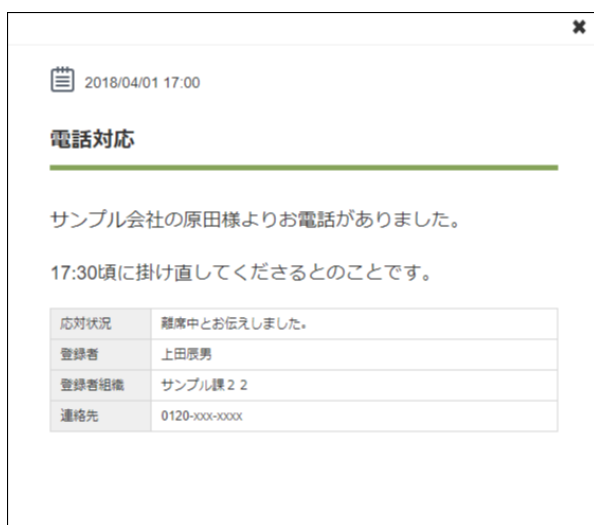 ✖
2018/04/01 17:00
電話対応
サンプル会社の原田様よりお電話がありました。
17:30頃に掛け直してくださるとのことです。
応対状況 離席中とお伝えしました。
登録者 上田辰男
登録者組織 サンプル課２２
連絡先 0120-xxx-xxxx